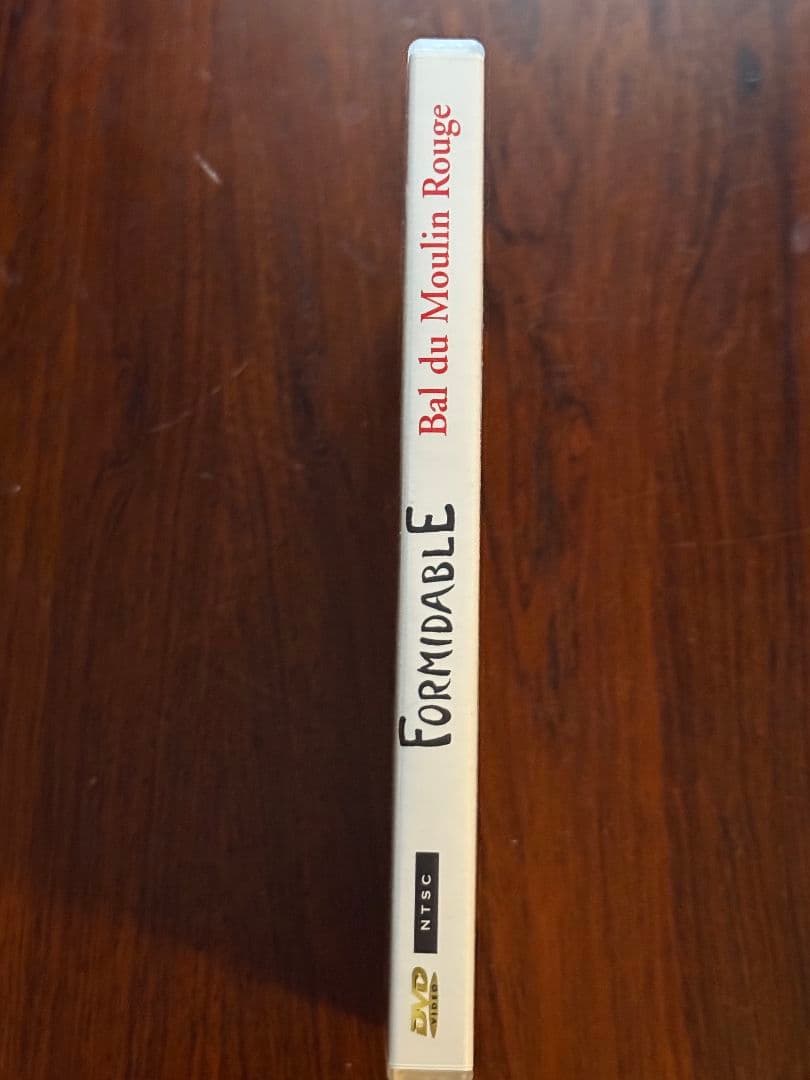 DVD
VIDEO
NTSC
FORMIDABLE
Bal du Moulin Rouge